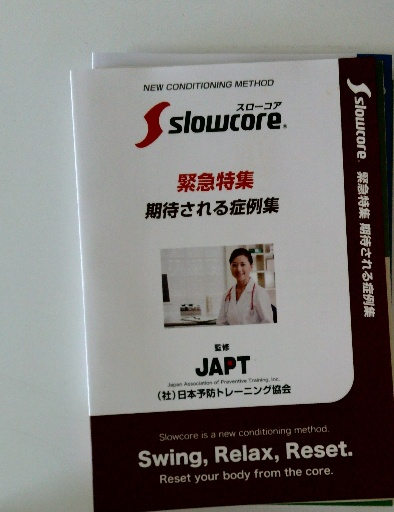 NEW CONDITIONING METHOD
スローコア
slowcore®
緊急特集
期待される症例集
監修
JAPT
Japan Association of Preventive Training, Inc.
(社)日本予防トレーニング協会
Slowcore is a new conditioning method.
Swing, Relax, Reset.
Reset your body from the core.
slowcore® 緊急特集 期待される症例集